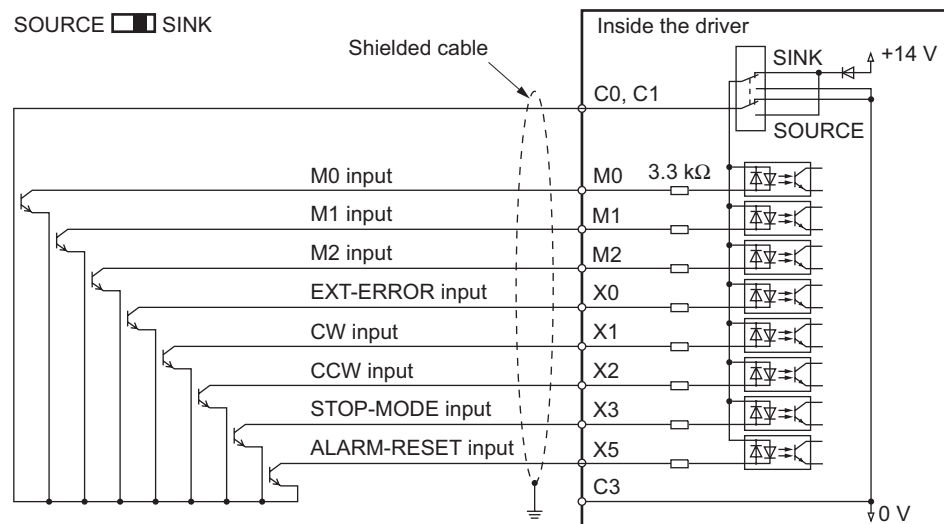 SOURCE SINK
Inside the driver
Shielded cable
SINK
+14 V
C0, C1
SOURCE
M0 input
M0
3.3 kΩ
M1 input
M1
M2 input
M2
EXT-ERROR input
X0
CW input
X1
CCW input
X2
STOP-MODE input
X3
ALARM-RESET input
X5
C3
0 V